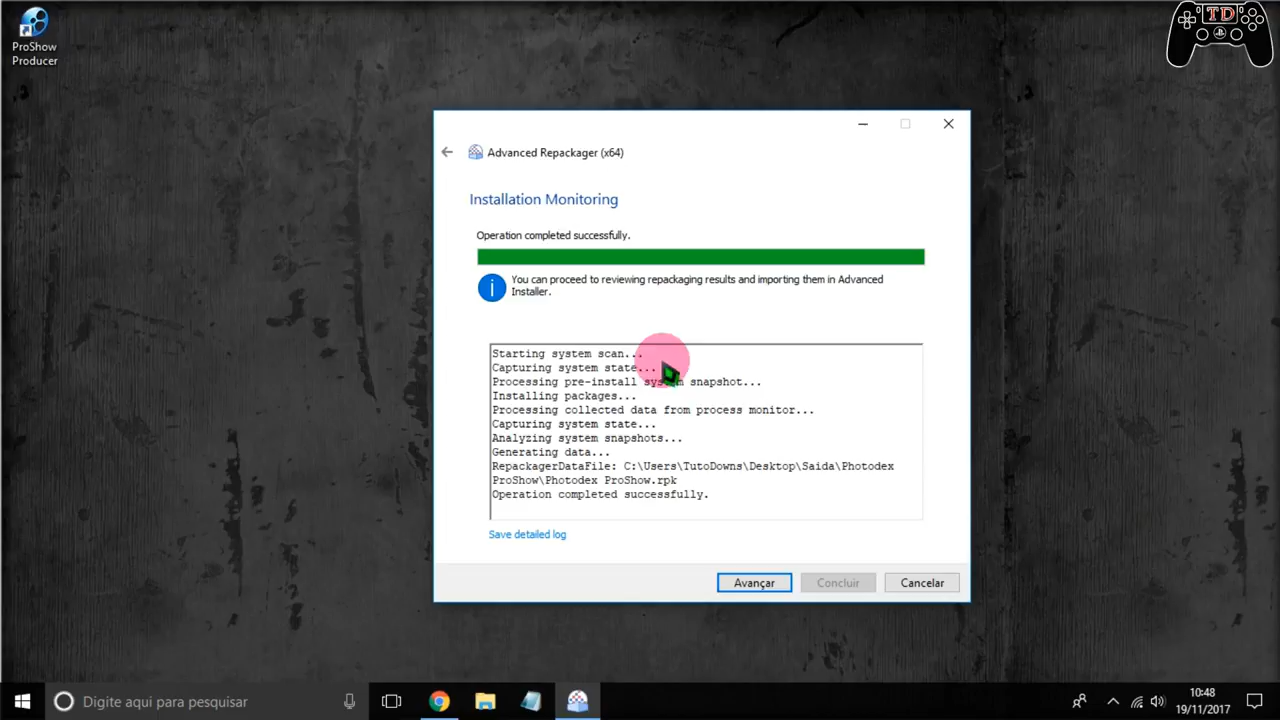 TD
ProShow
Producer
Advanced Repackager (x64)
Installation Monitoring
Operation completed successfully.
You can proceed to reviewing repackaging results and importing them in Advanced
Installer.
Starting system scan...
Capturing system state...
Processing pre-install system snapshot...
Installing packages...
Processing collected data from process monitor...
Capturing system state...
Analyzing system snapshots...
Generating data...
RepackagerDataFile: C:\Users\TutoDowns\Desktop\Saida\Photodex
ProShow\Photodex ProShow.rpk
Operation completed successfully.
Save detailed log
Avançar
Concluir
Cancelar
Digite aqui para pesquisar
10:48
19/11/2017